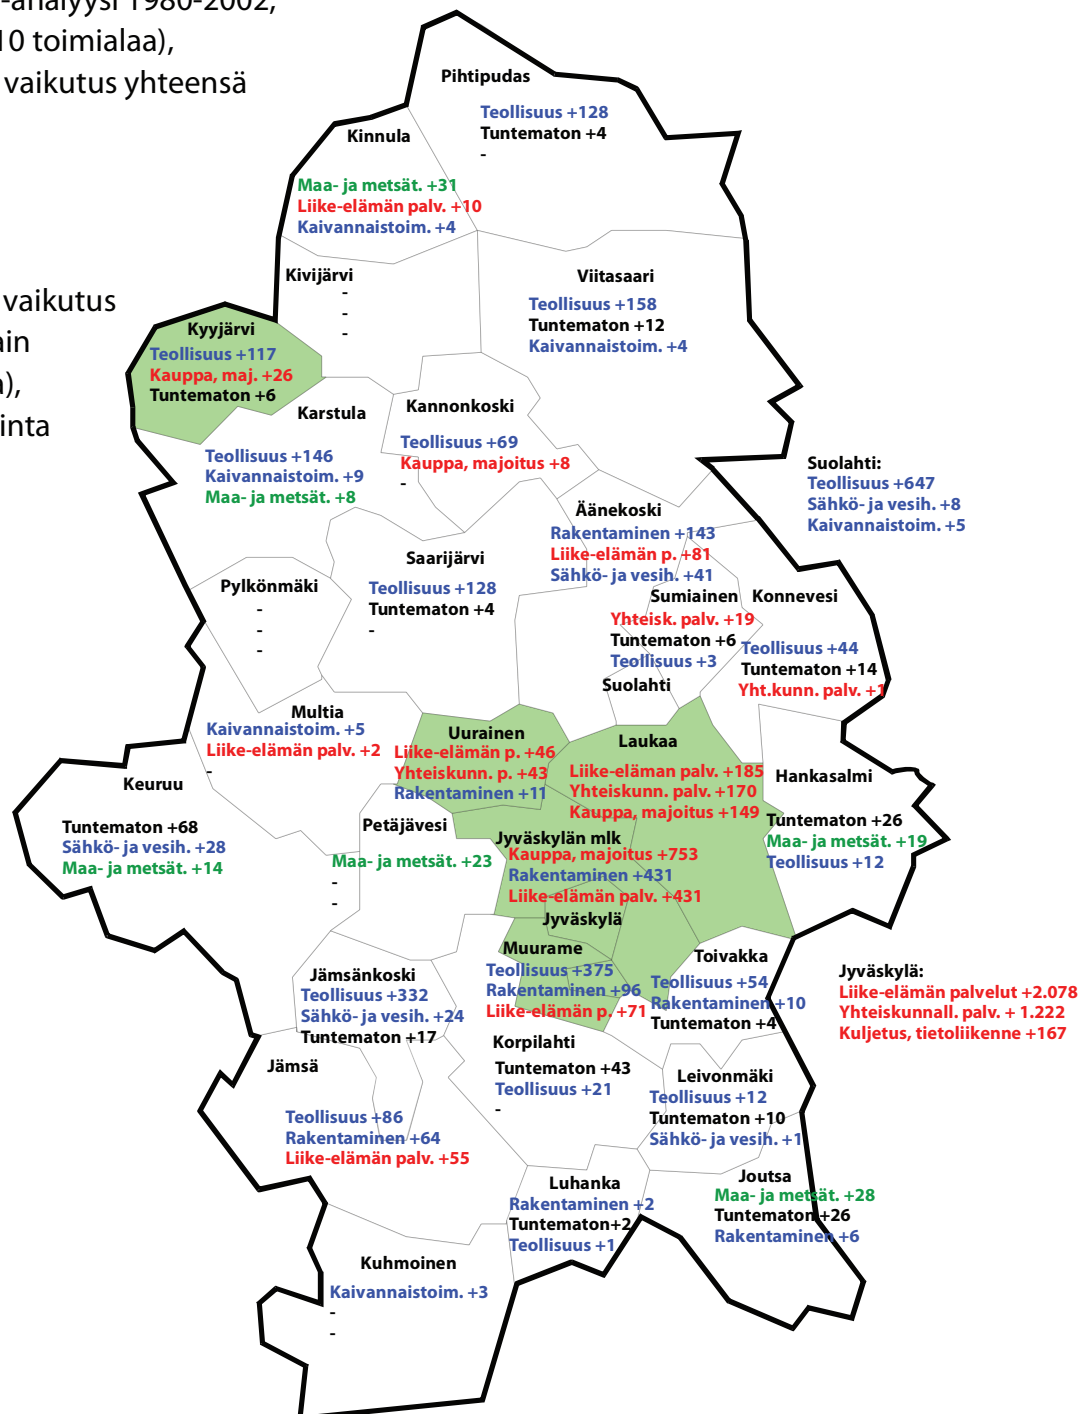 -analyysi 1980-2002,
10 toimialaa),
vaikutus yhteensä
Pihtipudas
Teollisuus +128
Tuntematon +4
-
Kinnula
Maa- ja metsät. +31
Liike-elämän palv. +10
Kaivannaistoim. +4
Kivijärvi
-
-
-
Viitasaari
Teollisuus +158
Tuntematon +12
Kaivannaistoim. +4
vaikutus
ain
),
inta
Kyyjärvi
Teollisuus +117
Kauppa, maj. +26
Tuntematon +6
Karstula
Teollisuus +146
Kaivannaistoim. +9
Maa- ja metsät. +8
Kannonkoski
Teollisuus +69
Kauppa, majoitus +8
-
Suolahti:
Teollisuus +647
Sähkö- ja vesih. +8
Kaivannaistoim. +5
Äänekoski
Rakentaminen +143
Liike-elämän p. +81
Sähkö- ja vesih. +41
Saarijärvi
Teollisuus +128
Tuntematon +4
-
Pylkönmäki
-
-
-
Sumiainen
Yhteisk. palv. +19
Tuntematon +6
Teollisuus +3
Konnevesi
Teollisuus +44
Tuntematon +14
Yht.kunn. palv. +1
Suolahti
Multia
Kaivannaistoim. +5
Liike-elämän palv. +2
-
Uurainen
Liike-elämän p. +46
Yhteiskunn. p. +43
Rakentaminen +11
Laukaa
Liike-eläman palv. +185
Yhteiskunn. palv. +170
Kauppa, majoitus +149
Hankasalmi
Tuntematon +26
Maa- ja metsät. +19
Teollisuus +12
Keuruu
Tuntematon +68
Sähkö- ja vesih. +28
Maa- ja metsät. +14
Petäjävesi
Maa- ja metsät. +23
-
-
Jyväskylän mlk
Kauppa, majoitus +753
Rakentaminen +431
Liike-elämän palv. +431
Jyväskylä
Muurame
Teollisuus +375
Rakentaminen +96
Liike-elämän p. +71
Toivakka
Teollisuus +54
Rakentaminen +10
Tuntematon +4
Jyväskylä:
Liike-elämän palvelut +2.078
Yhteiskunnall. palv. + 1.222
Kuljetus, tietoliikenne +167
Jämsänkoski
Teollisuus +332
Sähkö- ja vesih. +24
Tuntematon +17
Korpilahti
Tuntematon +43
Teollisuus +21
-
Jämsä
Teollisuus +86
Rakentaminen +64
Liike-elämän palv. +55
Leivonmäki
Teollisuus +12
Tuntematon +10
Sähkö- ja vesih. +1
Joutsa
Maa- ja metsät. +28
Tuntematon +26
Rakentaminen +6
Luhanka
Rakentaminen +2
Tuntematon+2
Teollisuus +1
Kuhmoinen
Kaivannaistoim. +3
-
-